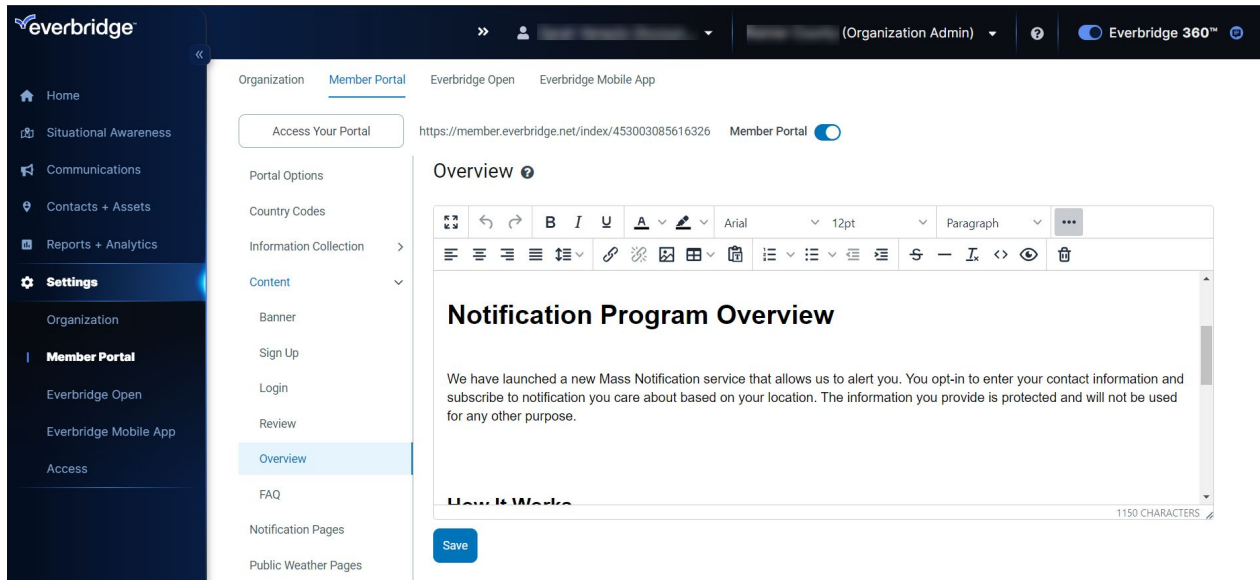 everbridge™
(Organization Admin)
Everbridge 360™
Home
Situational Awareness
Communications
Contacts + Assets
Reports + Analytics
Settings
Organization
Member Portal
Everbridge Open
Everbridge Mobile App
Access
Organization Member Portal Everbridge Open Everbridge Mobile App
Access Your Portal https://member.everbridge.net/index/453003085616326 Member Portal
Portal Options
Country Codes
Information Collection
Content
Banner
Sign Up
Login
Review
Overview
FAQ
Notification Pages
Public Weather Pages
Overview
B I U A Arial 12pt Paragraph
Notification Program Overview
We have launched a new Mass Notification service that allows us to alert you. You opt-in to enter your contact information and
subscribe to notification you care about based on your location. The information you provide is protected and will not be used
for any other purpose.
How It Works
1150 CHARACTERS
Save